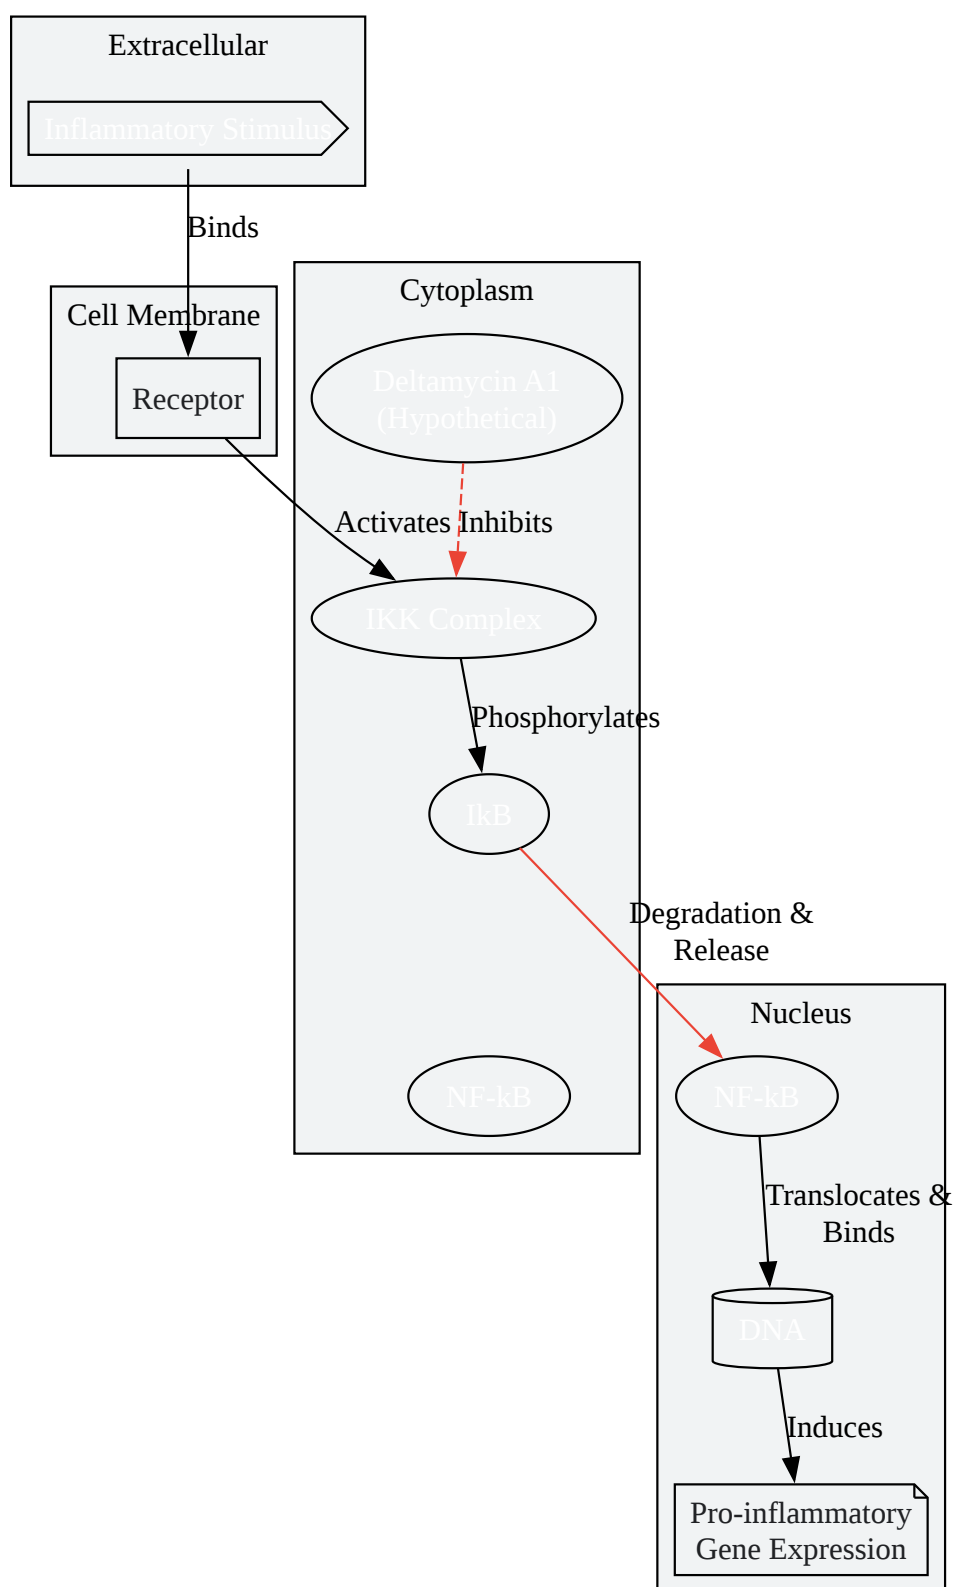 Extracellular
Inflammatory Stimulus
Binds
Cell Membrane
Receptor
Cytoplasm
Deltamycin A1
(Hypothetical)
Activates
Inhibits
IKK Complex
Phosphorylates
IkB
Degradation &
Release
NF-kB
Nucleus
NF-kB
Translocates &
Binds
DNA
Induces
Pro-inflammatory
Gene Expression